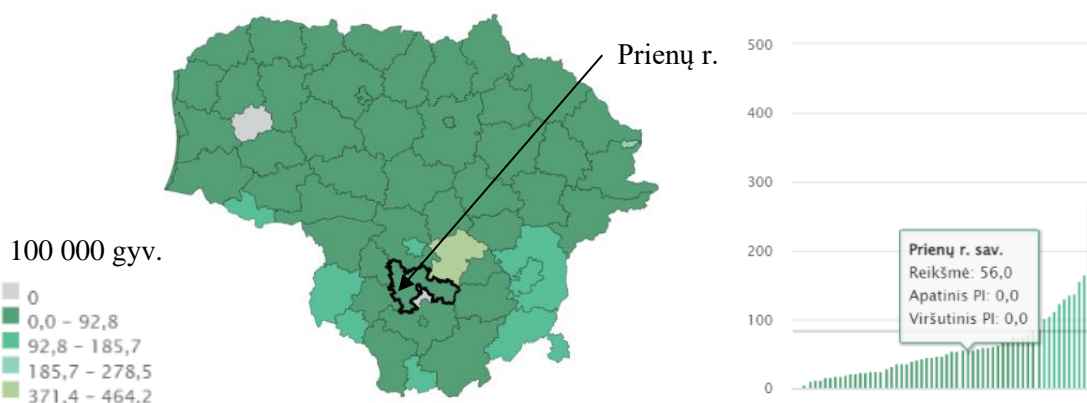 Prienų r.
100 000 gyv.
0
0,0 – 92,8
92,8 – 185,7
185,7 – 278,5
371,4 – 464,2
500
400
300
200
100
0
Prienų r. sav.
Reikšmė: 56,0
Apatinis PI: 0,0
Viršutinis PI: 0,0